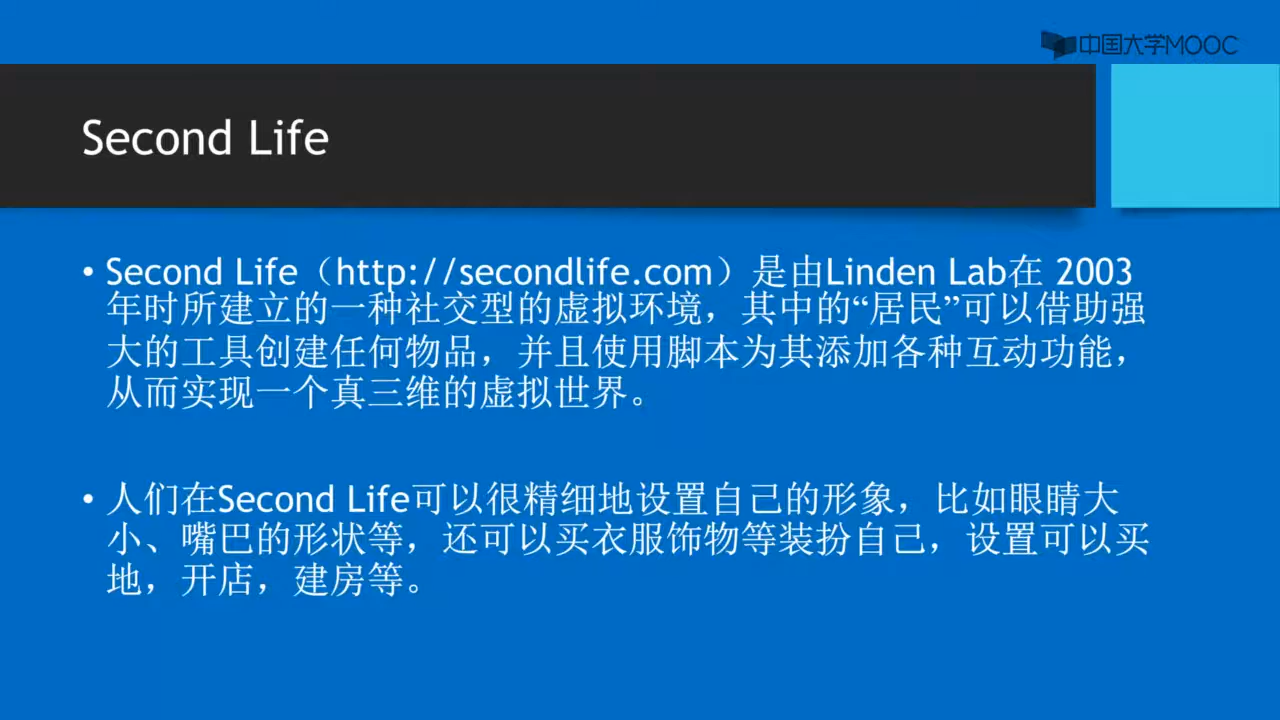 中国大学MOOC
Second Life
• Second Life（http://secondlife.com）是由Linden Lab在 2003
年时所建立的一种社交型的虚拟环境，其中的“居民”可以借助强
大的工具创建任何物品，并且使用脚本为其添加各种互动功能，
从而实现一个真三维的虚拟世界。
• 人们在Second Life可以很精细地设置自己的形象，比如眼睛大
小、嘴巴的形状等，还可以买衣服饰物等装扮自己，设置可以买
地，开店，建房等。